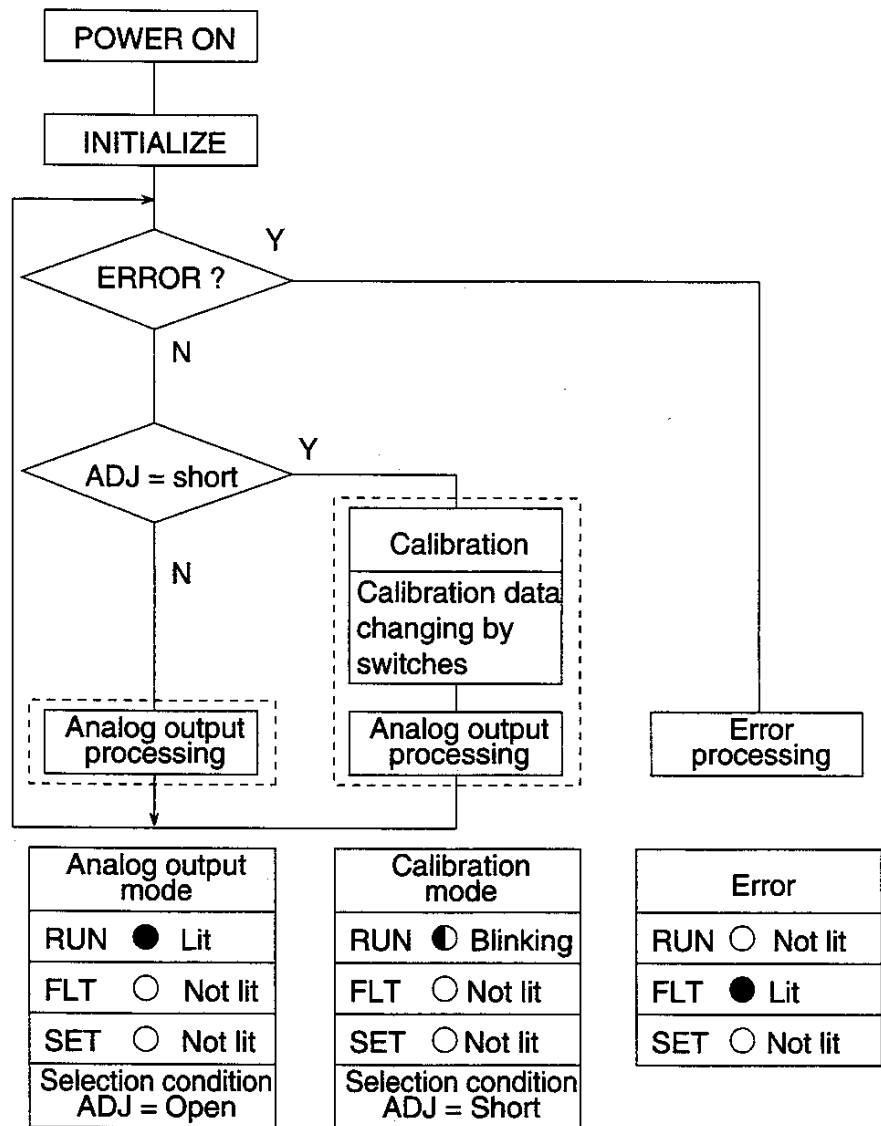 POWER ON
INITIALIZE
Y
ERROR ?
N
Y
ADJ = short
N
Calibration
Calibration data
changing by
switches
Analog output
processing
Analog output
processing
Error
processing
Analog output
mode
RUN Lit
FLT Not lit
SET Not lit
Selection condition
ADJ = Open
Calibration
mode
RUN Blinking
FLT Not lit
SET Not lit
Selection condition
ADJ = Short
Error
RUN Not lit
FLT Lit
SET Not lit